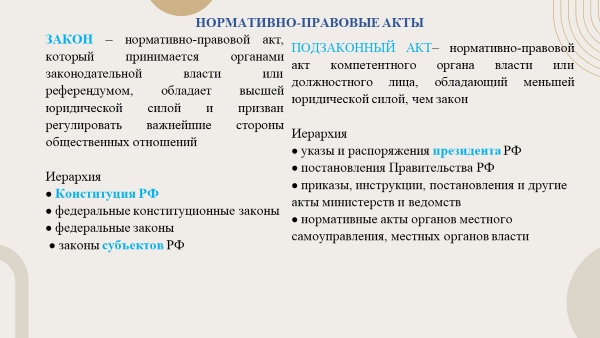 НОРМАТИВНО-ПРАВОВЫЕ АКТЫ
ЗАКОН – нормативно-правовой акт,
который принимается органами
законодательной власти или
референдумом, обладает высшей
юридической силой и призван
регулировать важнейшие стороны
общественных отношений
Иерархия
● Конституция РФ
● федеральные конституционные законы
● федеральные законы
● законы субъектов РФ
ПОДЗАКОННЫЙ АКТ– нормативно-правовой
акт компетентного органа власти или
должностного лица, обладающий меньшей
юридической силой, чем закон
Иерархия
● указы и распоряжения президента РФ
● постановления Правительства РФ
● приказы, инструкции, постановления и другие
акты министерств и ведомств
● нормативные акты органов местного
самоуправления, местных органов власти